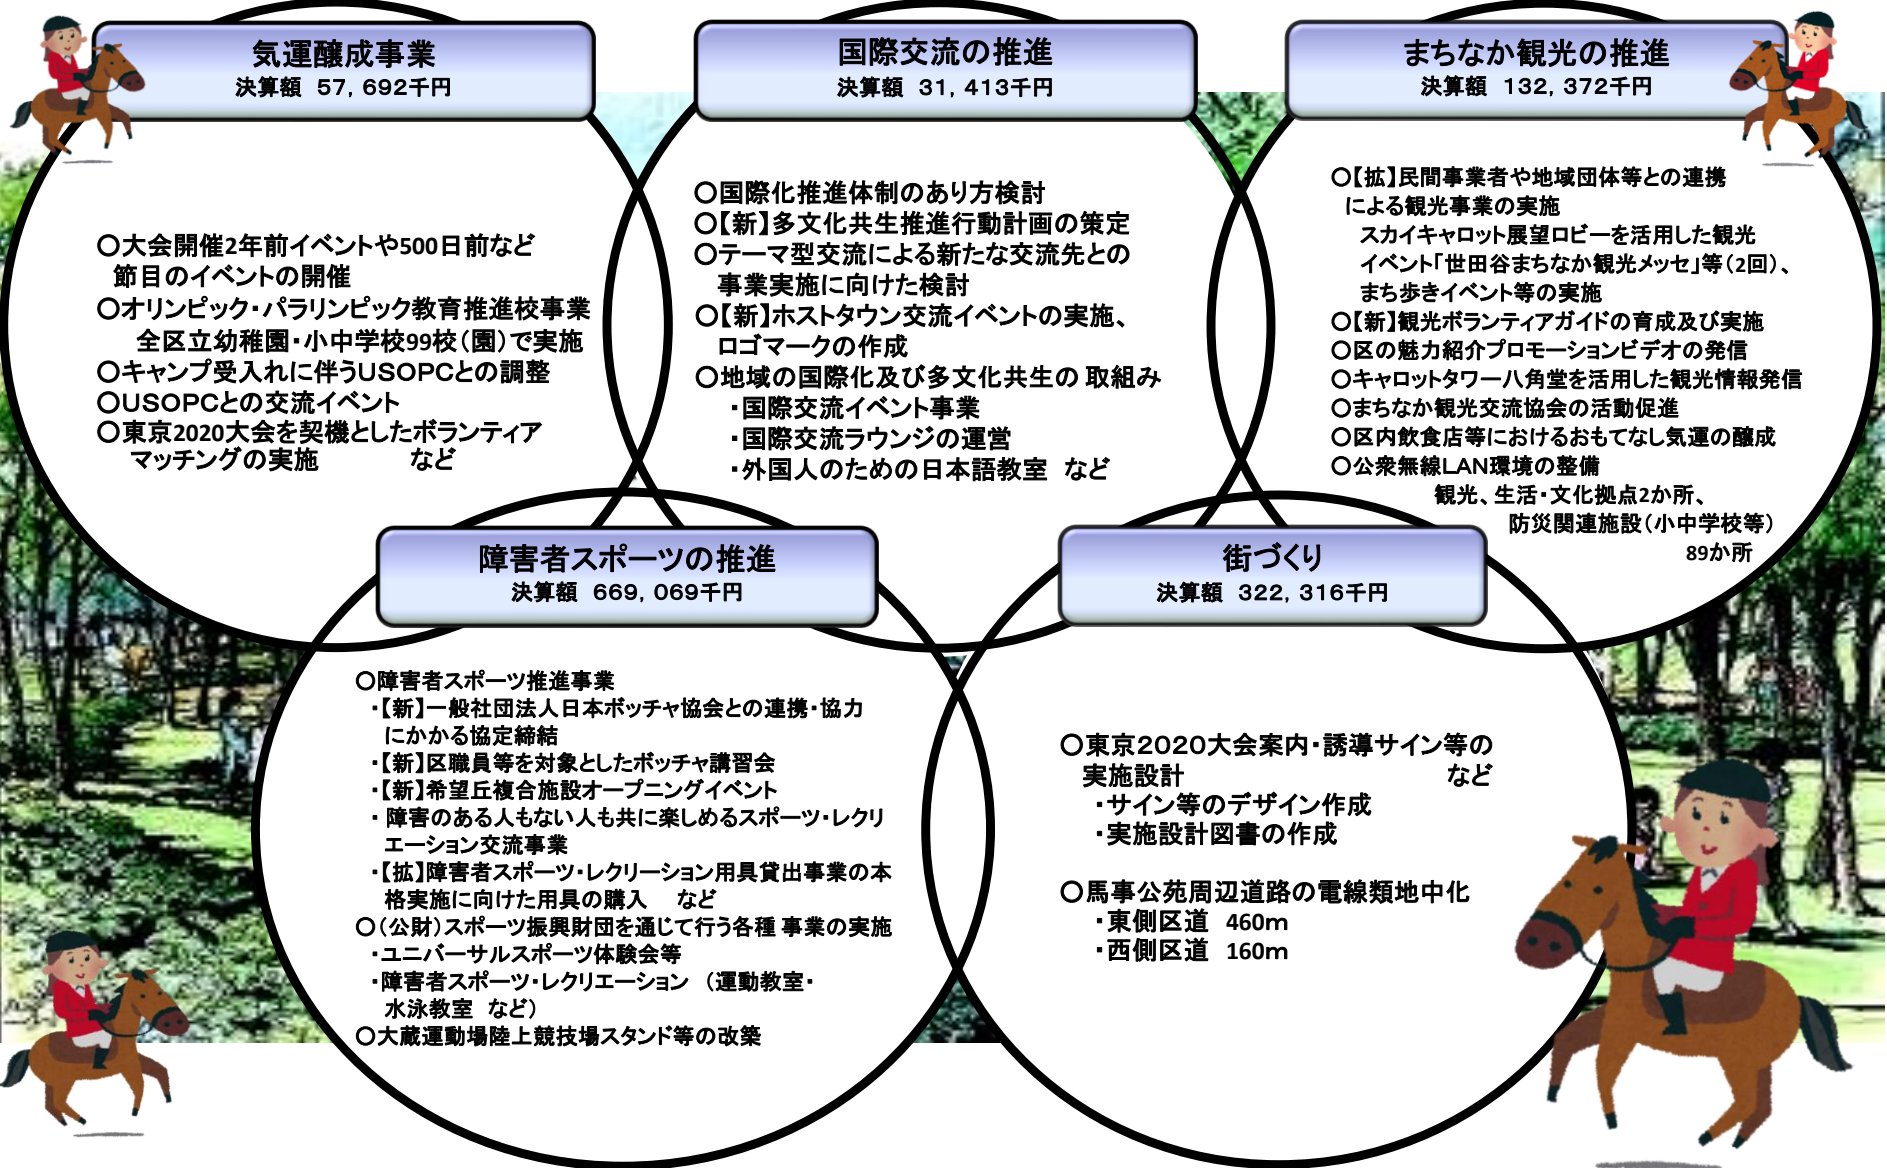 気運醸成事業
決算額 57,692千円
〇大会開催2年前イベントや500日前など
節目のイベントの開催
〇オリンピック・パラリンピック教育推進校事業
全区立幼稚園・小中学校99校(園)で実施
〇キャンプ受入れに伴うUSOPCとの調整
〇USOPCとの交流イベント
〇東京2020大会を契機としたボランティア
マッチングの実施 など
国際交流の推進
決算額 31,413千円
〇国際化推進体制のあり方検討
〇【新】多文化共生推進行動計画の策定
〇テーマ型交流による新たな交流先との
事業実施に向けた検討
〇【新】ホストタウン交流イベントの実施、
ロゴマークの作成
〇地域の国際化及び多文化共生の 取組み
・国際交流イベント事業
・国際交流ラウンジの運営
・外国人のための日本語教室 など
まちなか観光の推進
決算額 132,372千円
〇【拡】民間事業者や地域団体等との連携
による観光事業の実施
スカイキャロット展望ロビーを活用した観光
イベント「世田谷まちなか観光メッセ」等(2回)、
まち歩きイベント等の実施
〇【新】観光ボランティアガイドの育成及び実施
〇区の魅力紹介プロモーションビデオの発信
〇キャロットタワー八角堂を活用した観光情報発信
〇まちなか観光交流協会の活動促進
〇区内飲食店等におけるおもてなし気運の醸成
〇公衆無線LAN環境の整備
観光、生活・文化拠点2か所、
防災関連施設(小中学校等)
89か所
障害者スポーツの推進
決算額 669,069千円
〇障害者スポーツ推進事業
・【新】一般社団法人日本ボッチャ協会との連携・協力
にかかる協定締結
・【新】区職員等を対象としたボッチャ講習会
・【新】希望丘複合施設オープニングイベント
・ 障害のある人もない人も共に楽しめるスポーツ・レクリ
エーション交流事業
・【拡】障害者スポーツ・レクリーション用具貸出事業の本
格実施に向けた用具の購入 など
〇(公財)スポーツ振興財団を通じて行う各種 事業の実施
・ユニバーサルスポーツ体験会等
・障害者スポーツ・レクリエーション (運動教室・
水泳教室 など)
〇大蔵運動場陸上競技場スタンド等の改築
街づくり
決算額 322,316千円
〇東京2020大会案内・誘導サイン等の
実施設計 など
・サイン等のデザイン作成
・実施設計図書の作成
〇馬事公苑周辺道路の電線類地中化
・東側区道 460m
・西側区道 160m